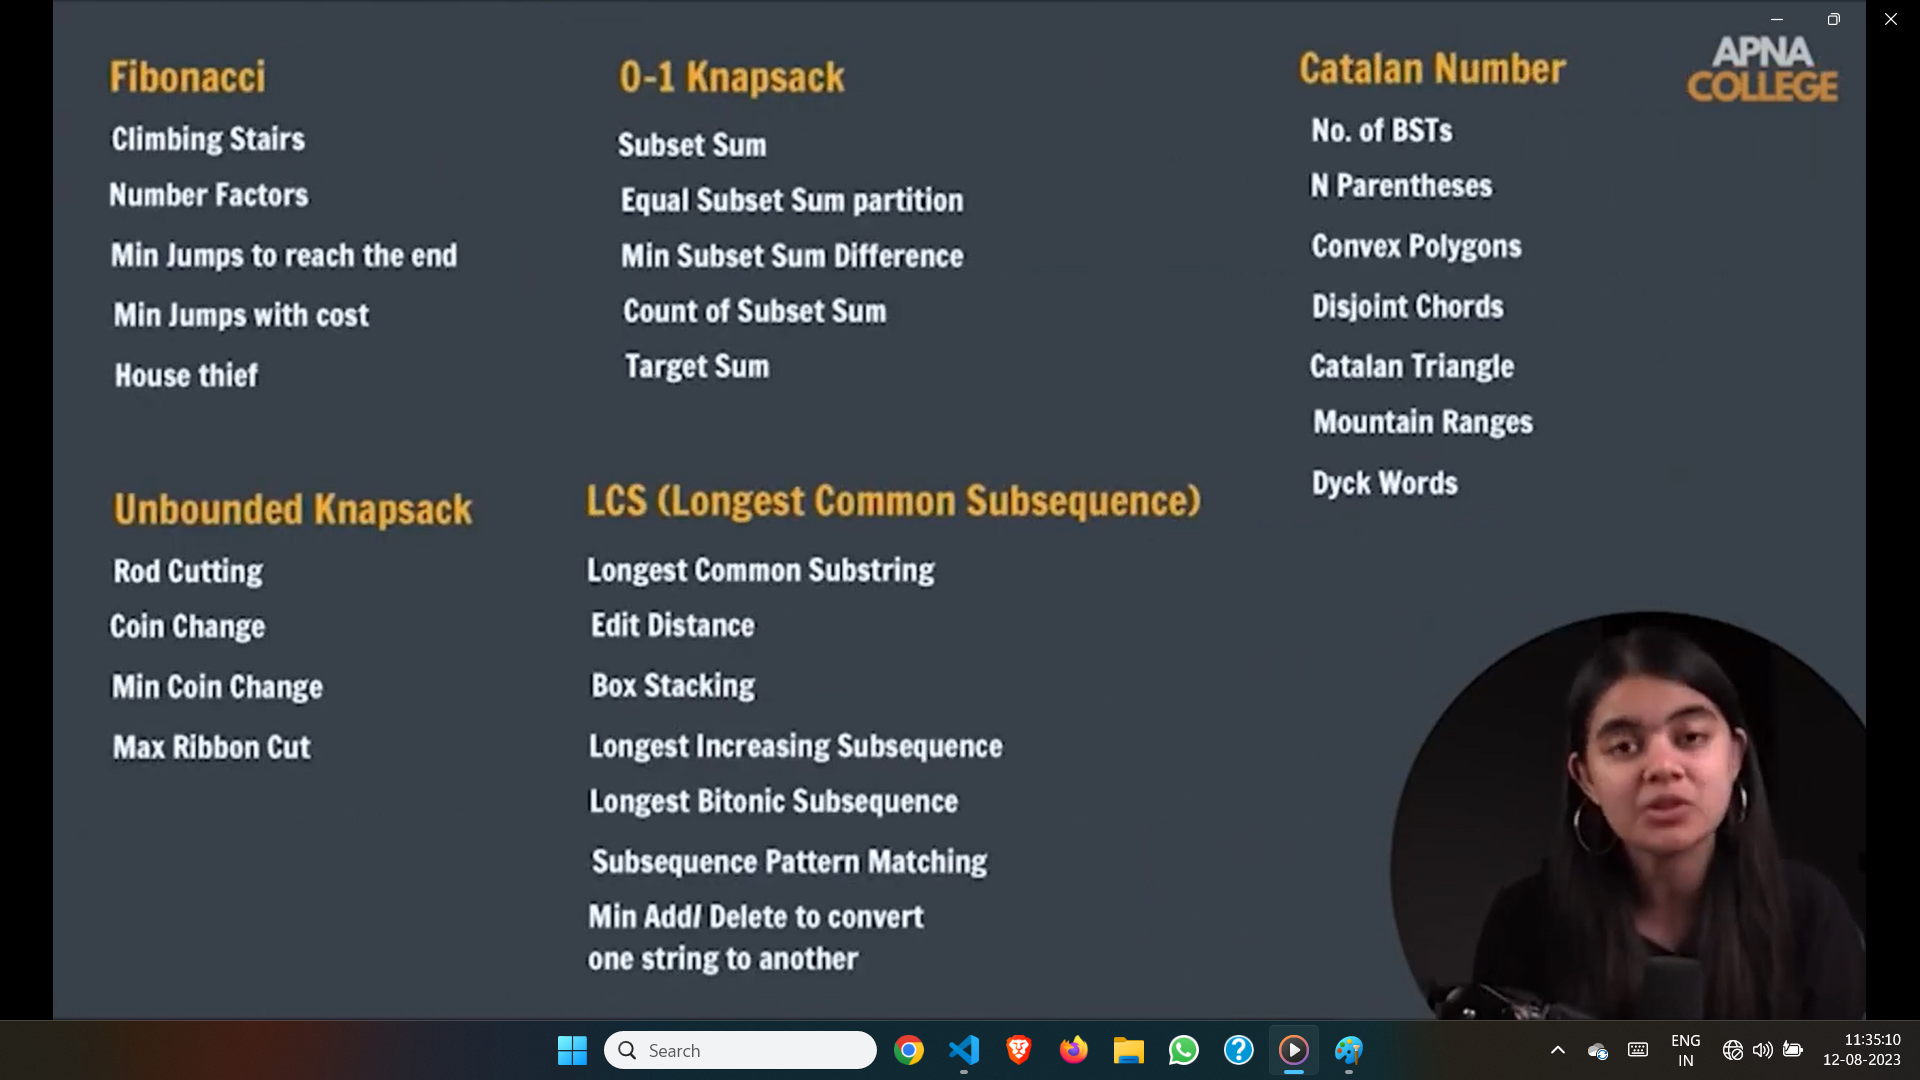 Fibonacci
Climbing Stairs
Number Factors
Min Jumps to reach the end
Min Jumps with cost
House thief
0-1 Knapsack
Subset Sum
Equal Subset Sum partition
Min Subset Sum Difference
Count of Subset Sum
Target Sum
Catalan Number
No. of BSTs
N Parentheses
Convex Polygons
Disjoint Chords
Catalan Triangle
Mountain Ranges
Dyck Words
APNA
COLLEGE
Unbounded Knapsack
Rod Cutting
Coin Change
Min Coin Change
Max Ribbon Cut
LCS (Longest Common Subsequence)
Longest Common Substring
Edit Distance
Box Stacking
Longest Increasing Subsequence
Longest Bitonic Subsequence
Subsequence Pattern Matching
Min Add/ Delete to convert
one string to another
Search
ENG
IN
11:35:10
12-08-2023